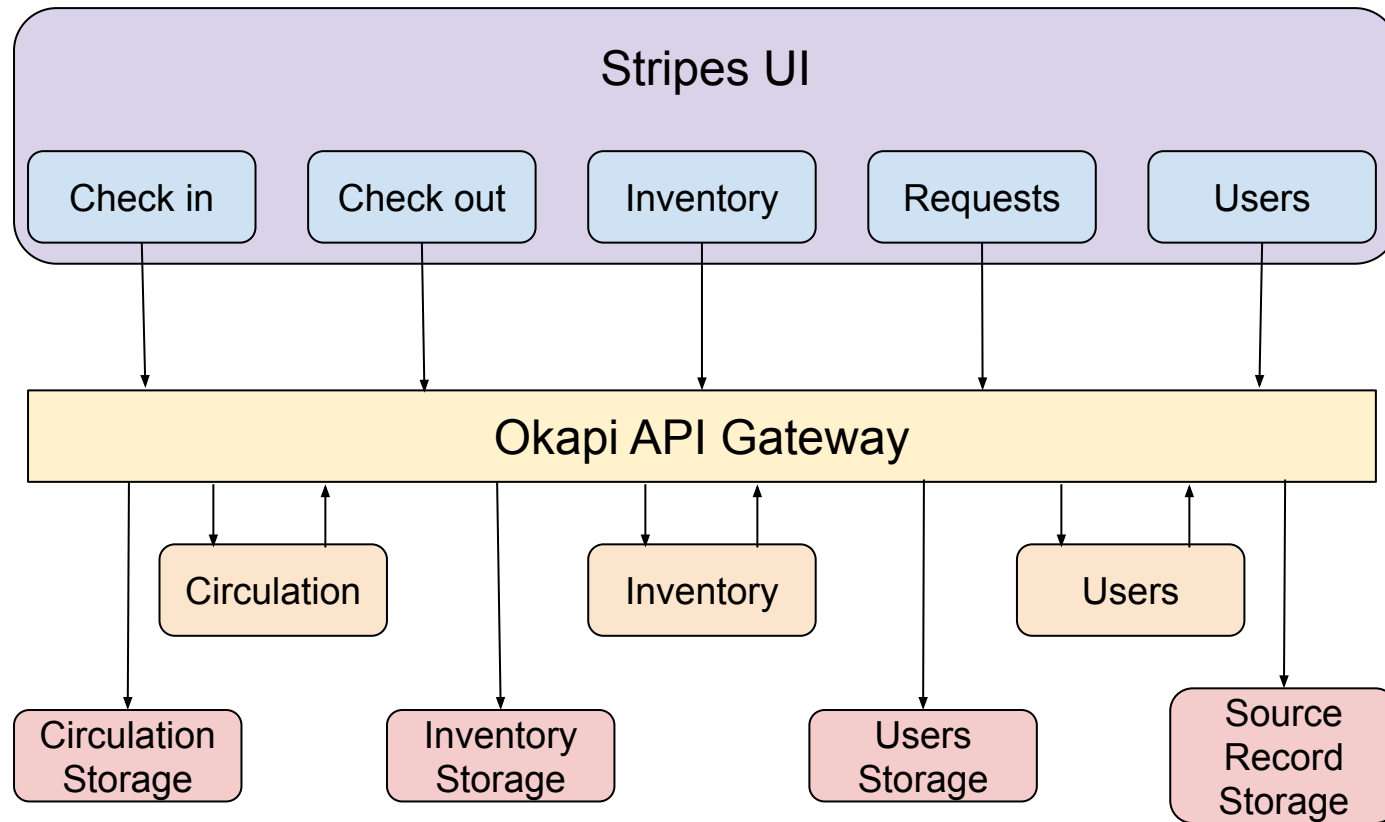 Stripes UI
Check in
Check out
Inventory
Requests
Users
Okapi API Gateway
Circulation
Inventory
Users
Circulation
Storage
Inventory
Storage
Users
Storage
Source
Record
Storage